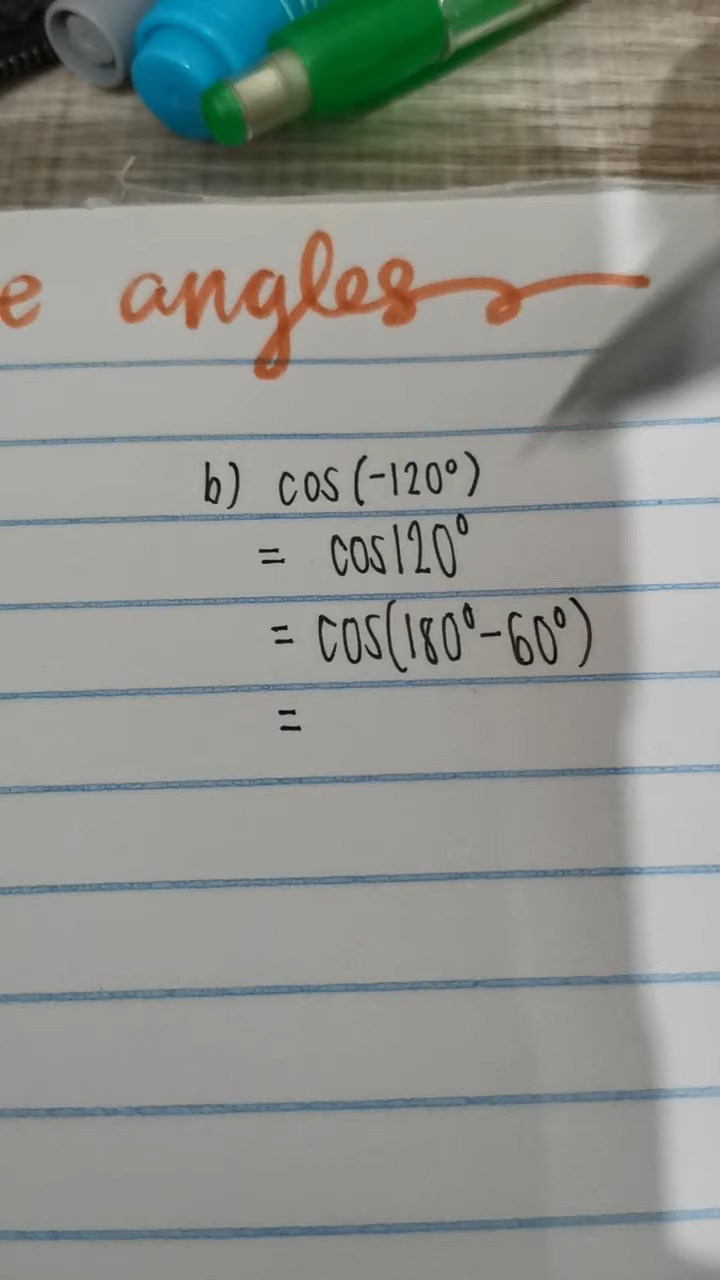 e angles
b) cos (-120°)
= cos120°
= cos(180°-60°)
=